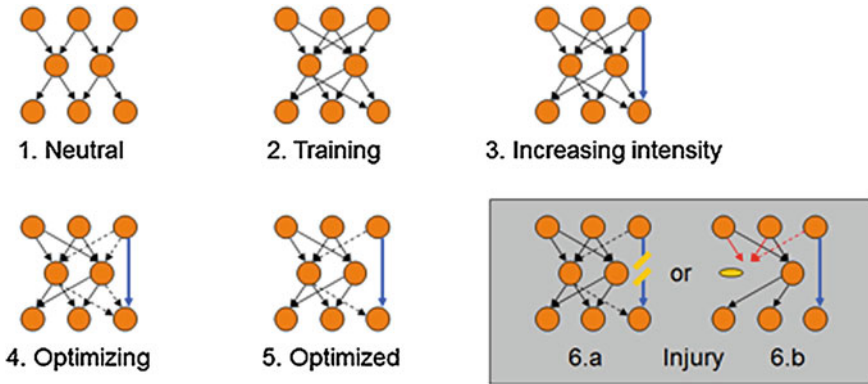 1. Neutral
2. Training
3. Increasing intensity
or
4. Optimizing
5. Optimized
6.a Injury 6.b